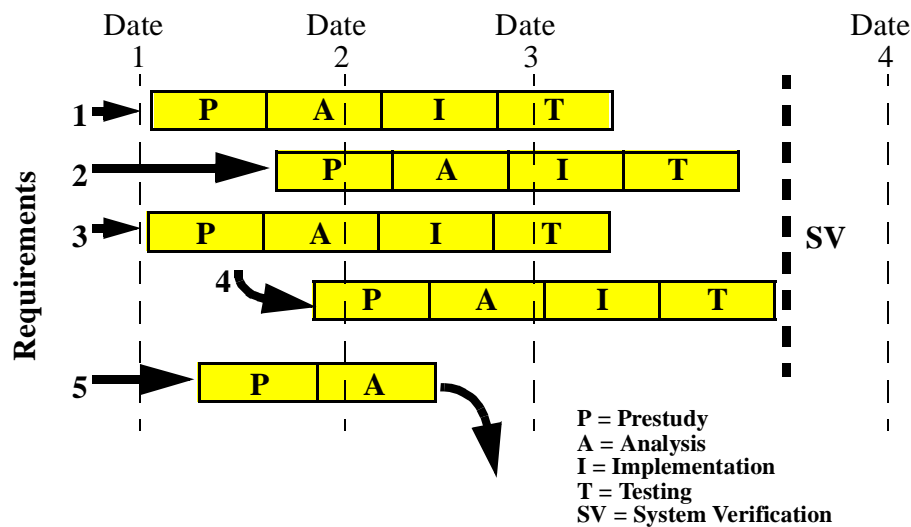 Date Date Date Date
1 2 3 4
1 P A I T
2 P A I T
3 P A I T
SV
4 P A I T
5 P A
Requirements
P = Prestudy
A = Analysis
I = Implementation
T = Testing
SV = System Verification